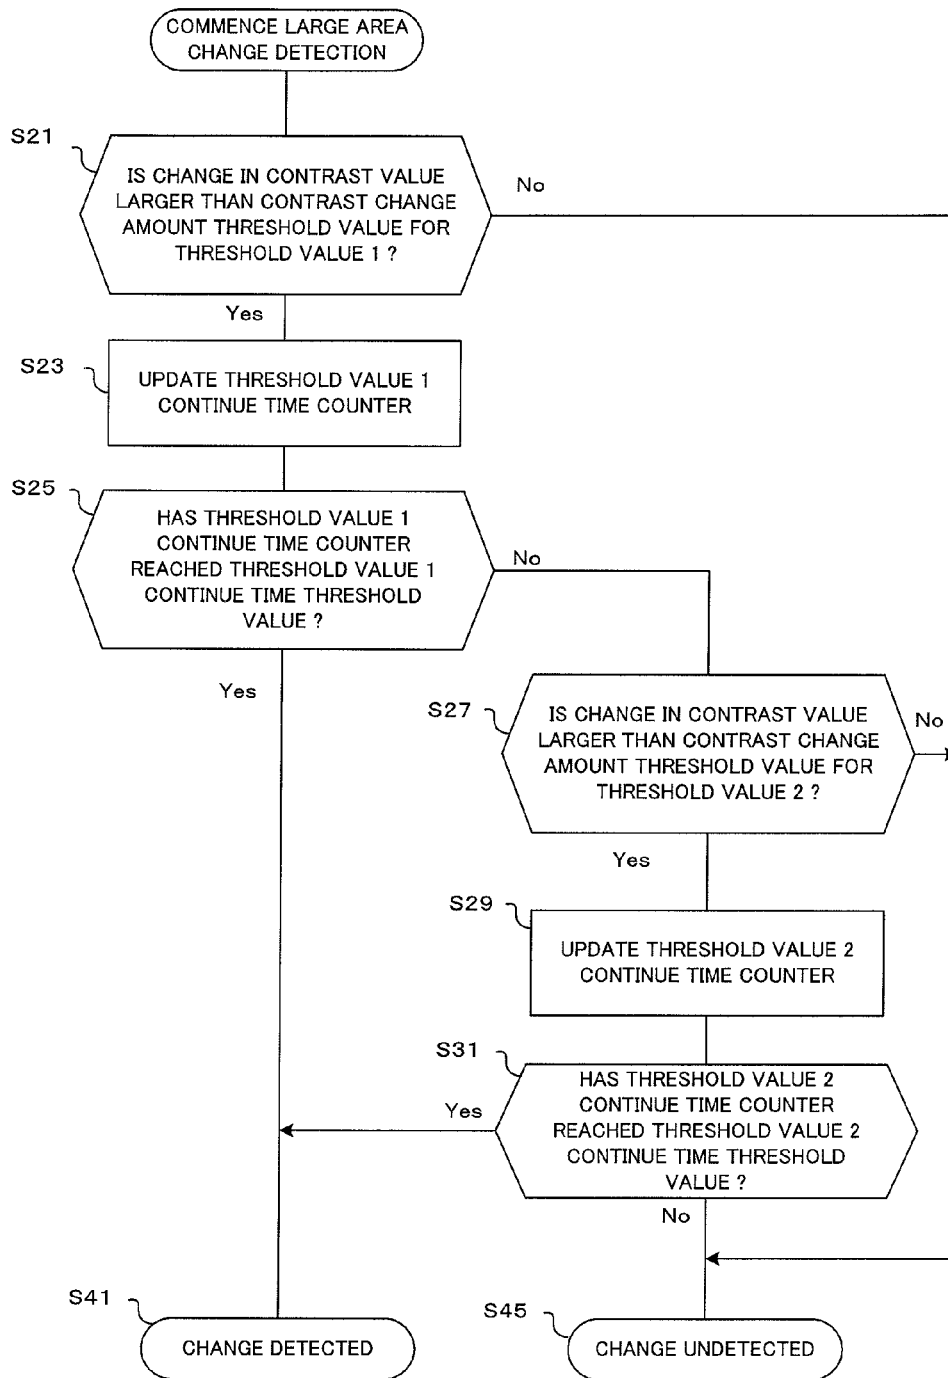 COMMENCE LARGE AREA
CHANGE DETECTION
S21
IS CHANGE IN CONTRAST VALUE
LARGER THAN CONTRAST CHANGE
AMOUNT THRESHOLD VALUE FOR
THRESHOLD VALUE 1 ?
No
Yes
S23
UPDATE THRESHOLD VALUE 1
CONTINUE TIME COUNTER
S25
HAS THRESHOLD VALUE 1
CONTINUE TIME COUNTER
REACHED THRESHOLD VALUE 1
CONTINUE TIME THRESHOLD
VALUE ?
No
Yes
S27
IS CHANGE IN CONTRAST VALUE
LARGER THAN CONTRAST CHANGE
AMOUNT THRESHOLD VALUE FOR
THRESHOLD VALUE 2 ?
No
Yes
S29
UPDATE THRESHOLD VALUE 2
CONTINUE TIME COUNTER
S31
HAS THRESHOLD VALUE 2
CONTINUE TIME COUNTER
REACHED THRESHOLD VALUE 2
CONTINUE TIME THRESHOLD
VALUE ?
Yes
No
S41
CHANGE DETECTED
S45
CHANGE UNDETECTED